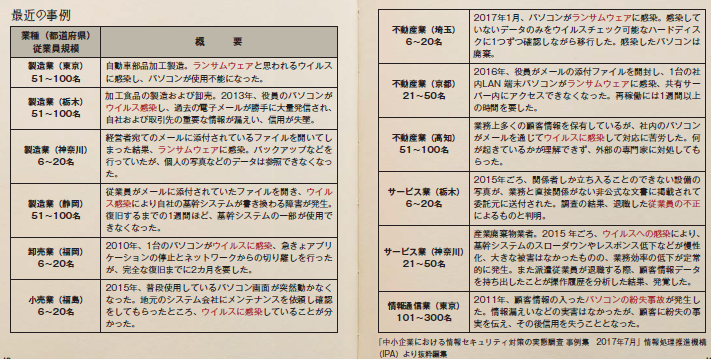 最近の事例
業種（都道府県）
従業員規模
概　要
製造業（東京）
51～100名
自動車部品加工製造。ランサムウェアと思われるウイルス
に感染し、パソコンが使用不能になった。
製造業（栃木）
51～100名
加工食品の製造および卸売。2013年、役員のパソコンが
ウイルス感染し、過去の電子メールが勝手に大量発信され、
自社および取引先の重要な情報が漏えい、信用が失墜。
製造業（神奈川）
6～20名
経営者宛てのメールに添付されているファイルを開いてし
まった結果、ランサムウェアに感染。バックアップなどを
行っていたが、個人の写真などのデータは参照できなくなっ
た。
製造業（静岡）
51～100名
従業員がメールに添付されていたファイルを開き、ウイル
ス感染により自社の基幹システムが書き換わる障害が発生。
復旧するまでの1週間ほど、基幹システムの一部が使用で
きなくなった。
卸売業（福岡）
6～20名
2010年、1台のパソコンがウイルスに感染、急きょアプリ
ケーションの停止とネットワークからの切り離しを行った
が、完全な復旧までに2カ月を要した。
小売業（福島）
6～20名
2015年、普段使用しているパソコン画面が突然動かなく
なった。地元のシステム会社にメンテナンスを依頼し確認
をしてもらったところ、ウイルスに感染していることが分
かった。
不動産業（埼玉）
6～20名
2017年1月、パソコンがランサムウェアに感染。感染して
いないデータのみをウイルスチェック可能なハードディス
クに1つずつ確認しながら移行した。感染したパソコンは
廃棄。
不動産業（京都）
21～50名
2016年、役員がメールの添付ファイルを開封し、1台の社
内LAN 端末パソコンがランサムウェアに感染、共有サー
バー内にアクセスできなくなった。再稼働には1週間以上
の時間を要した。
不動産業（高知）
51～100名
業務上多くの顧客情報を保有しているが、社内のパソコン
がメールを通じてウイルスに感染して対応に苦労した。何
が起きているかが理解できず、外部の専門家に対処しても
らった。
サービス業（栃木）
6～20名
2015年ごろ、関係者しか立ち入ることのできない設備の
写真が、業務と直接関係がない非公式な文書に掲載されて
委託元に送付された。調査の結果、退職した従業員の不正
によるものと判明。
サービス業（神奈川）
21～50名
産業廃棄物業者。2015 年ごろ、ウイルスへの感染により、
基幹システムのスローダウンやレスポンス低下などが慢性
化、大きな被害はなかったものの、業務効率の低下が定常
的に発生。また派遣従業員が退職する際、顧客情報データ
を持ち出したことが操作履歴を分析した結果、発覚した。
情報通信業（東京）
101～300名
2011年、顧客情報の入ったパソコンの紛失事故が発生し
た。情報漏えいなどの実害はなかったが、顧客に紛失の事
実を伝え、その後信用を失うこととなった。
「中小企業における情報セキュリティ対策の実態調査 事例集　2017年7月」情報処理推進機構
（IPA）より抜粋編集